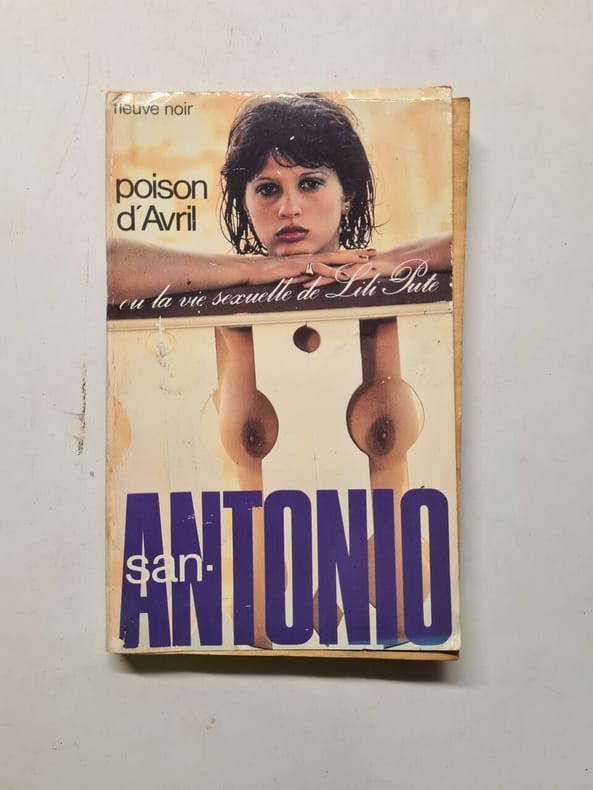 fleuve noir
poison
d'Avril
ou la vie sexuelle de Lili Pute
san-
ANTONIO